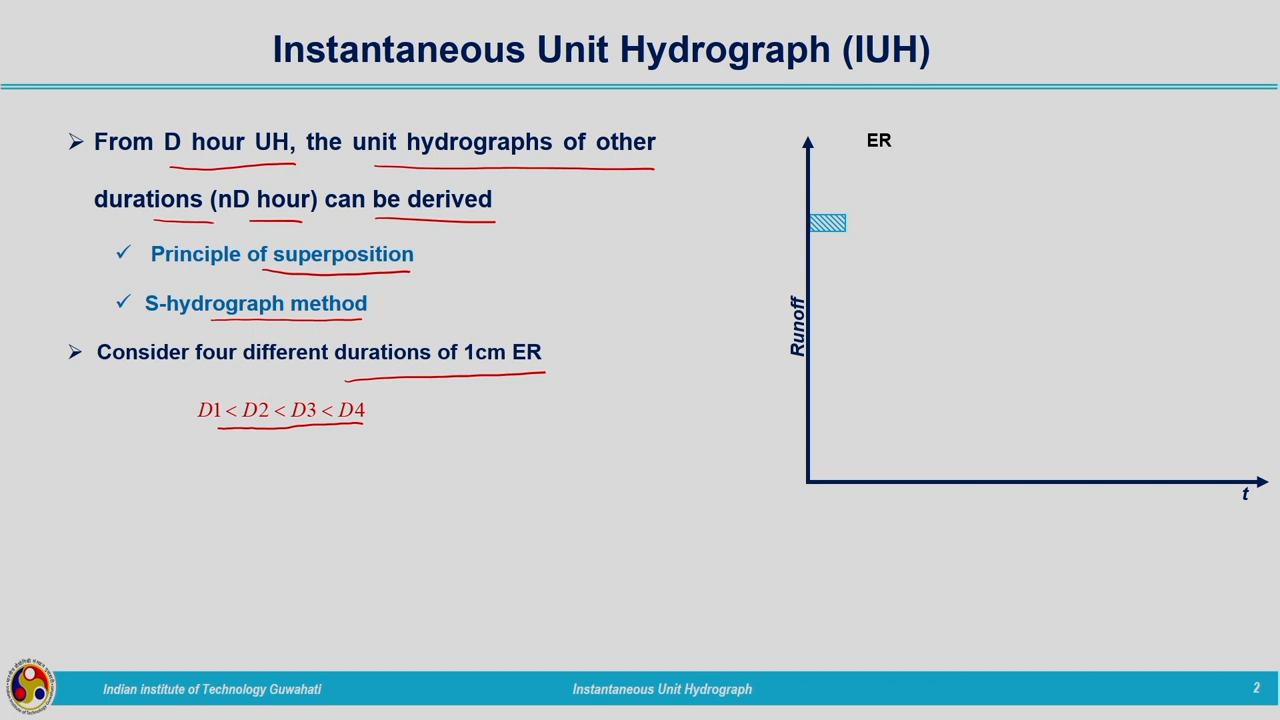 Instantaneous Unit Hydrograph (IUH)
➢ From D hour UH, the unit hydrographs of other
durations (nD hour) can be derived
✓ Principle of superposition
✓ S-hydrograph method
➢ Consider four different durations of 1cm ER
D1 < D2 < D3 < D4
ER
Runoff
t
Indian institute of Technology Guwahati
Instantaneous Unit Hydrograph
2